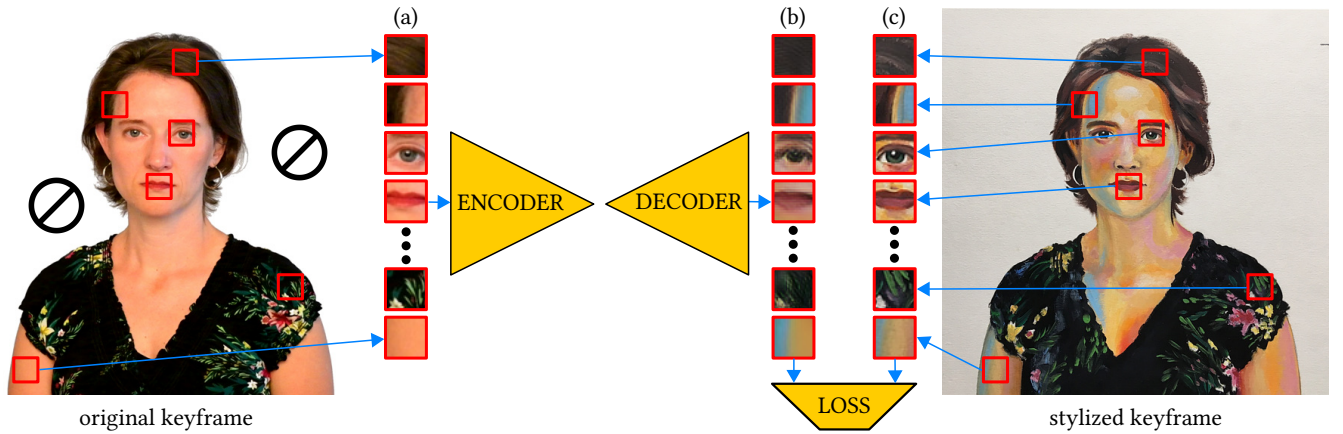 (a)
(b)
(c)
ENCODER
DECODER
LOSS
original keyframe
stylized keyframe